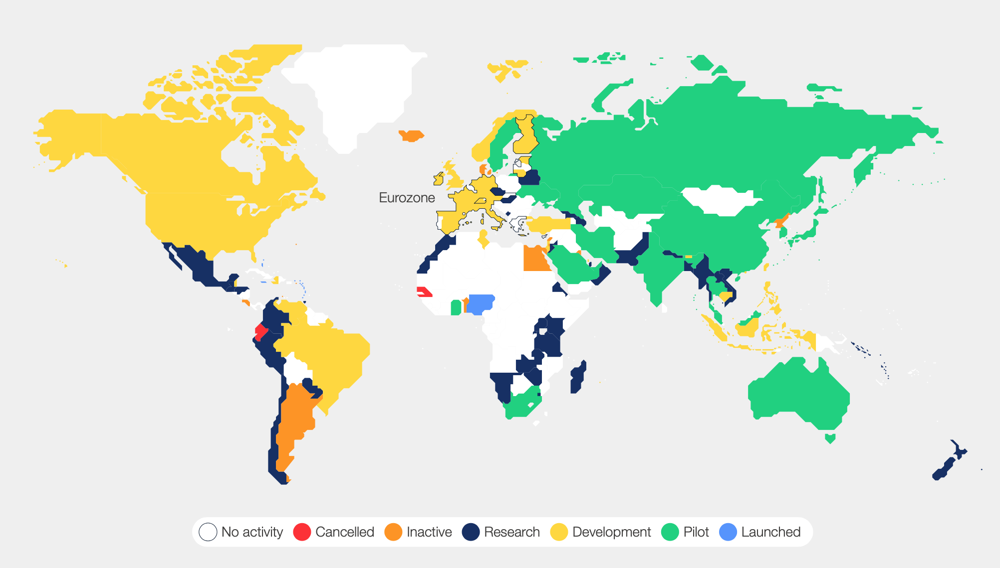 Eurozone
No activity Cancelled Inactive Research Development Pilot Launched